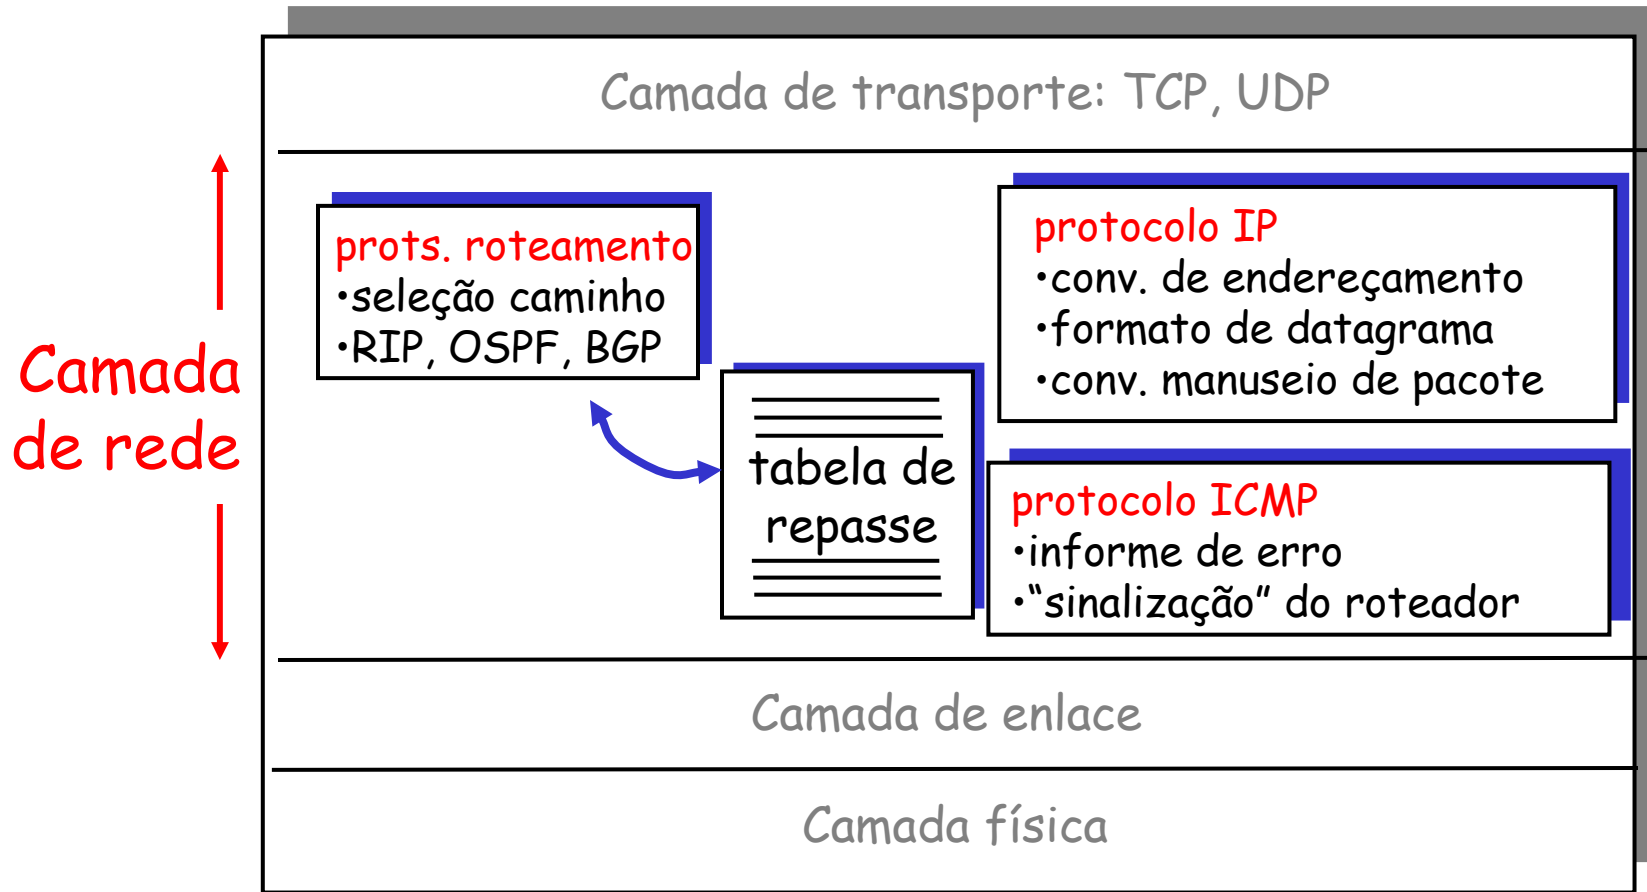 Camada de transporte: TCP, UDP
Camada
de rede
prots. roteamento
•seleção caminho
•RIP, OSPF, BGP
tabela de
repasse
protocolo IP
•conv. de endereçamento
•formato de datagrama
•conv. manuseio de pacote
protocolo ICMP
•informe de erro
•“sinalização” do roteador
Camada de enlace
Camada física